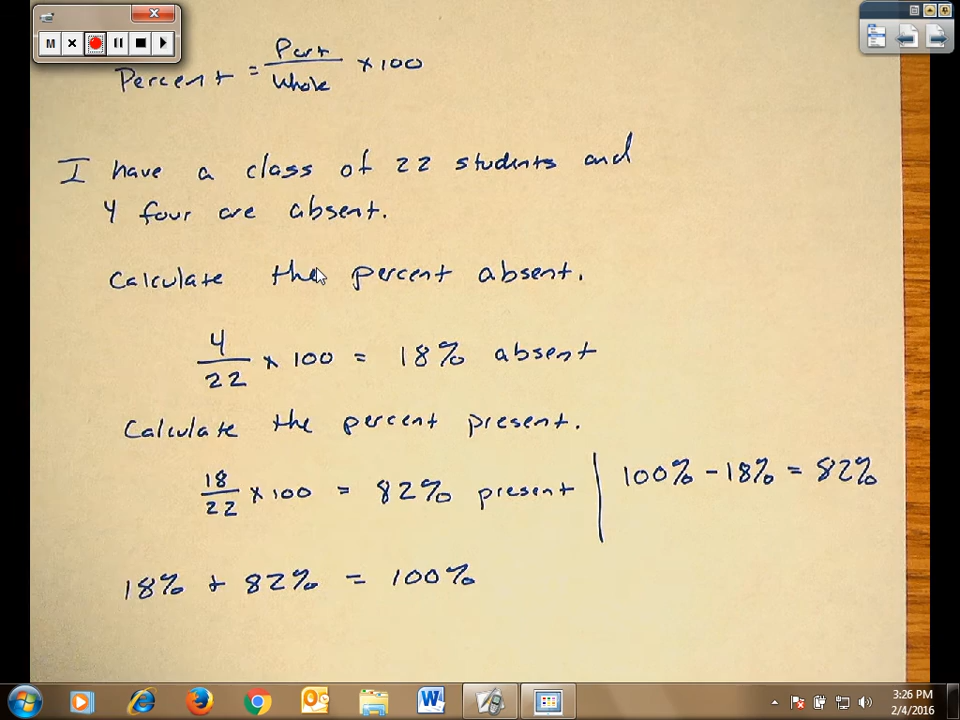 M
Percent = Part / Whole × 100
I have a class of 22 students and
4 four are absent.
Calculate the percent absent.
4 / 22 × 100 = 18% absent
Calculate the percent present.
18 / 22 × 100 = 82% present | 100% - 18% = 82%
18% + 82% = 100%
3:26 PM
2/4/2016